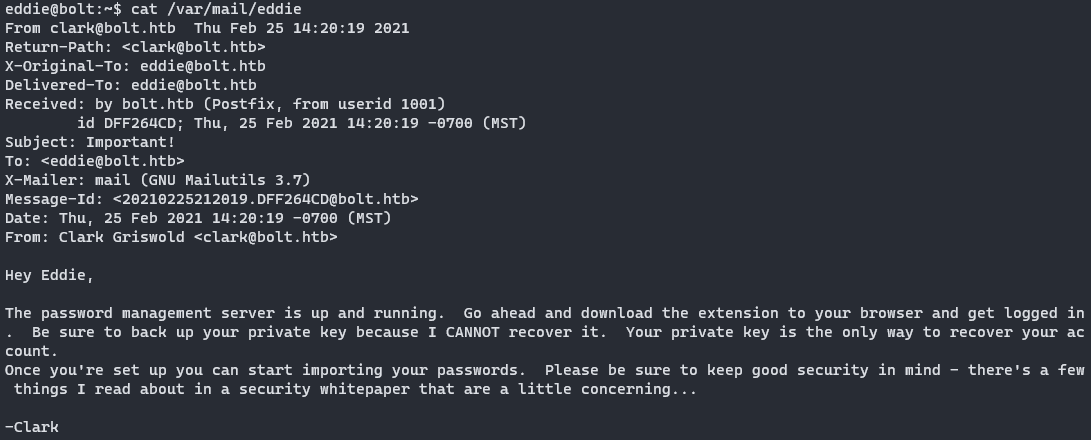 eddie@bolt:~$ cat /var/mail/eddie
From clark@bolt.htb  Thu Feb 25 14:20:19 2021
Return-Path: <clark@bolt.htb>
X-Original-To: eddie@bolt.htb
Delivered-To: eddie@bolt.htb
Received: by bolt.htb (Postfix, from userid 1001)
        id DFF264CD; Thu, 25 Feb 2021 14:20:19 -0700 (MST)
Subject: Important!
To: <eddie@bolt.htb>
X-Mailer: mail (GNU Mailutils 3.7)
Message-Id: <20210225212019.DFF264CD@bolt.htb>
Date: Thu, 25 Feb 2021 14:20:19 -0700 (MST)
From: Clark Griswold <clark@bolt.htb>

Hey Eddie,

The password management server is up and running.  Go ahead and download the extension to your browser and get logged in
.  Be sure to back up your private key because I CANNOT recover it.  Your private key is the only way to recover your ac
count.
Once you're set up you can start importing your passwords.  Please be sure to keep good security in mind - there's a few
 things I read about in a security whitepaper that are a little concerning...

-Clark